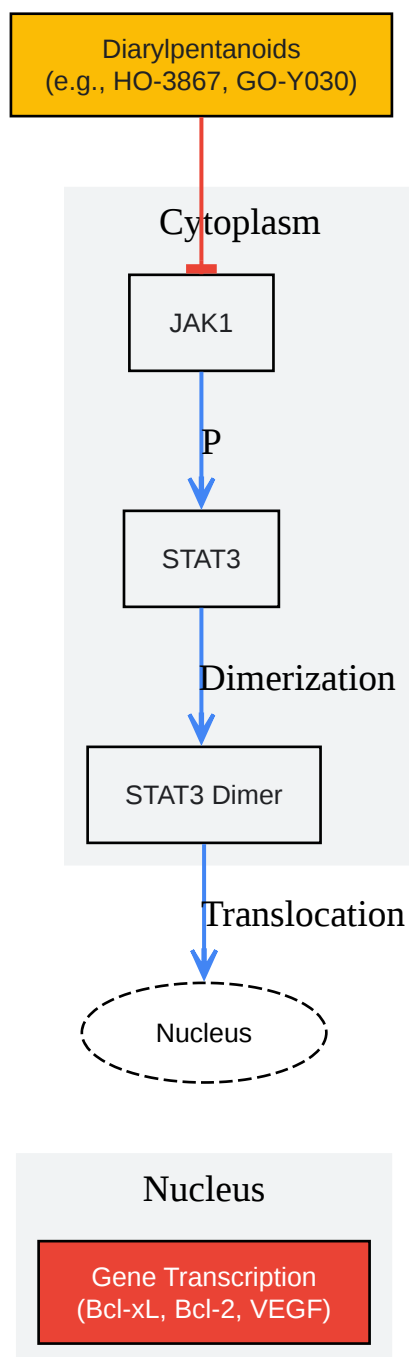 Diarylpentanoids
(e.g., HO-3867, GO-Y030)
Cytoplasm
JAK1
P
STAT3
Dimerization
STAT3 Dimer
Translocation
Nucleus
Nucleus
Gene Transcription
(Bcl-xL, Bcl-2, VEGF)